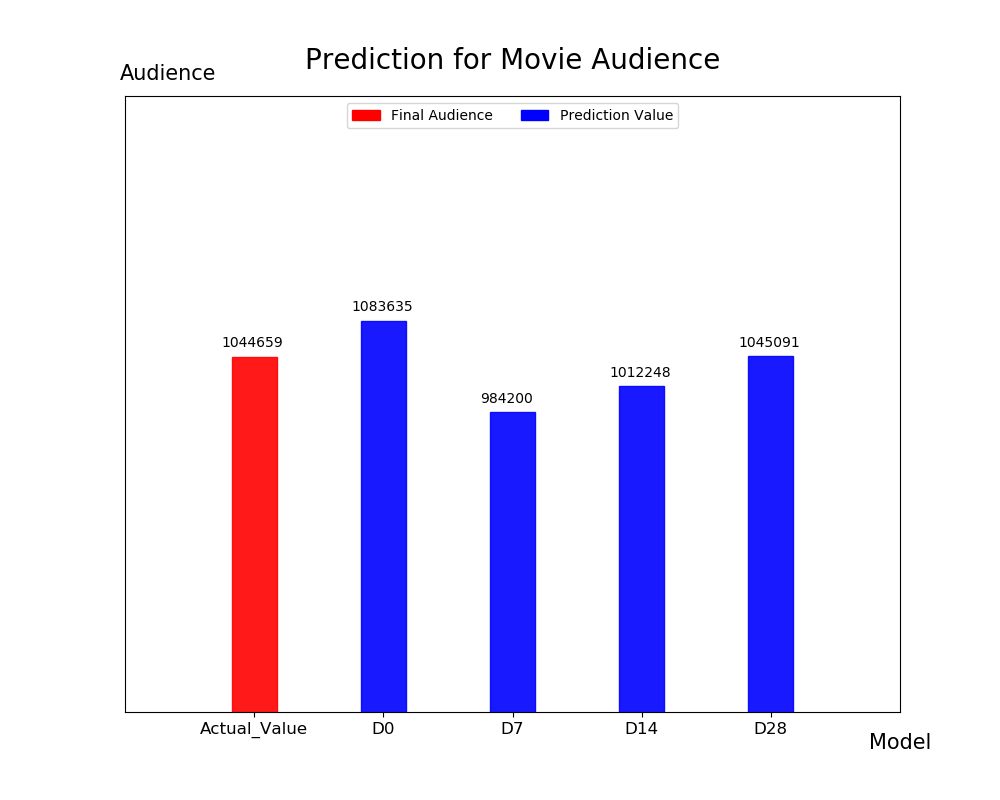 Prediction for Movie Audience
Audience
Final Audience
Prediction Value
1044659
1083635
984200
1012248
1045091
Actual_Value
D0
D7
D14
D28
Model